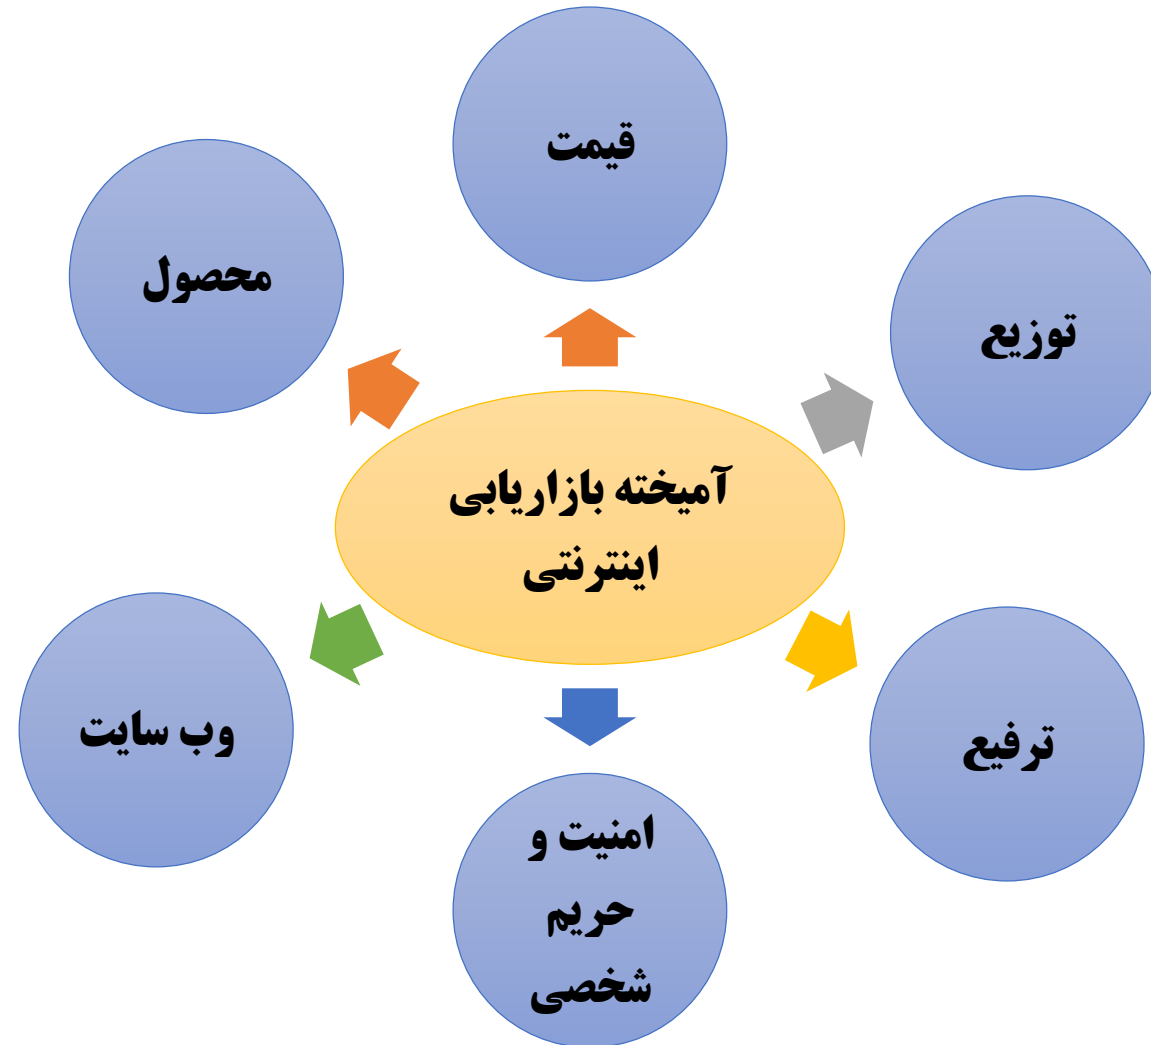 قیمت
محصول
توزیع
آمیخته بازاریابی
اینترنتی
وب سایت
ترفیع
امنیت و
حریم
شخصی